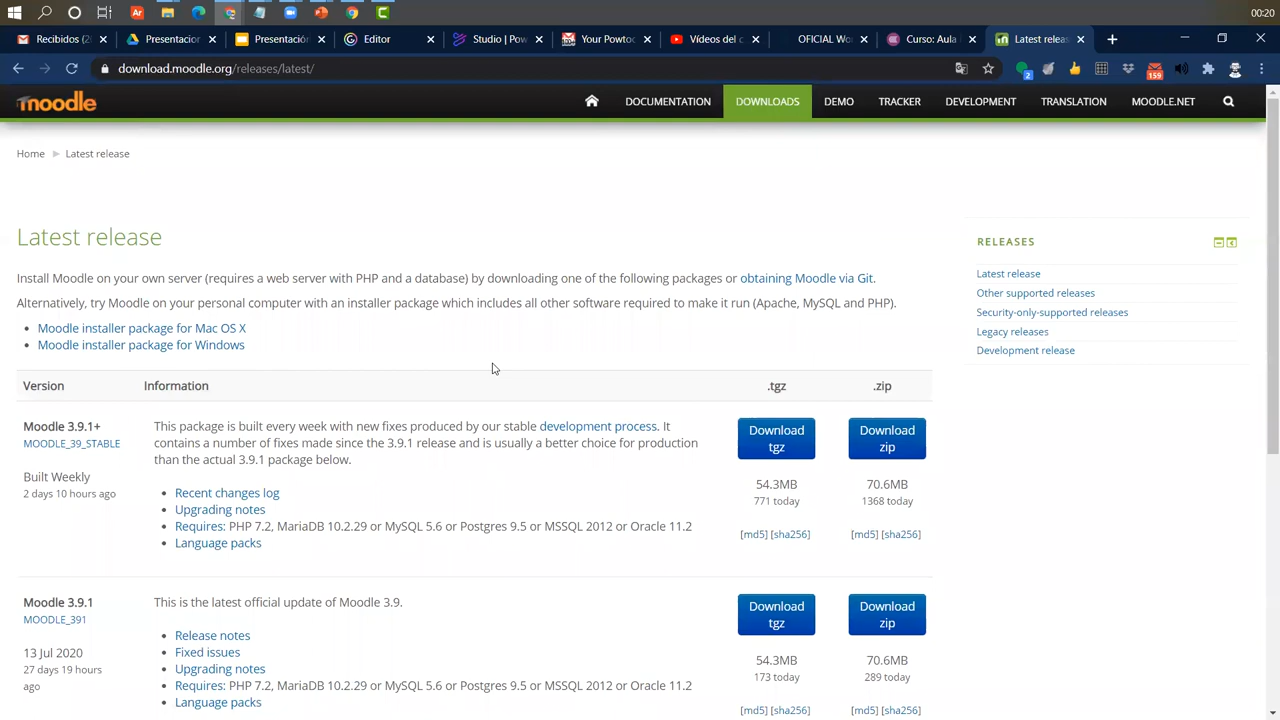 00:20
Recibidos (2
Presentacior
Presentaciór
Editor
Studio | Pow
Your Powtoc
Vídeos del c
OFICIAL Wo
Curso: Aula
Latest relea
download.moodle.org/releases/latest/
2
159
moodle
DOCUMENTATION
DOWNLOADS
DEMO
TRACKER
DEVELOPMENT
TRANSLATION
MOODLE.NET
Home
Latest release
Latest release
Install Moodle on your own server (requires a web server with PHP and a database) by downloading one of the following packages or obtaining Moodle via Git.
Alternatively, try Moodle on your personal computer with an installer package which includes all other software required to make it run (Apache, MySQL and PHP).
Moodle installer package for Mac OS X
Moodle installer package for Windows
Version Information .tgz .zip
Moodle 3.9.1+
MOODLE_39_STABLE
Built Weekly
2 days 10 hours ago
This package is built every week with new fixes produced by our stable development process. It
contains a number of fixes made since the 3.9.1 release and is usually a better choice for production
than the actual 3.9.1 package below.
Recent changes log
Upgrading notes
Requires: PHP 7.2, MariaDB 10.2.29 or MySQL 5.6 or Postgres 9.5 or MSSQL 2012 or Oracle 11.2
Language packs
Download
tgz
54.3MB
771 today
[md5] [sha256]
Download
zip
70.6MB
1368 today
[md5] [sha256]
Moodle 3.9.1
MOODLE_391
13 Jul 2020
27 days 19 hours
ago
This is the latest official update of Moodle 3.9.
Release notes
Fixed issues
Upgrading notes
Requires: PHP 7.2, MariaDB 10.2.29 or MySQL 5.6 or Postgres 9.5 or MSSQL 2012 or Oracle 11.2
Language packs
Download
tgz
54.3MB
173 today
[md5] [sha256]
Download
zip
70.6MB
289 today
[md5] [sha256]
RELEASES
Latest release
Other supported releases
Security-only-supported releases
Legacy releases
Development release